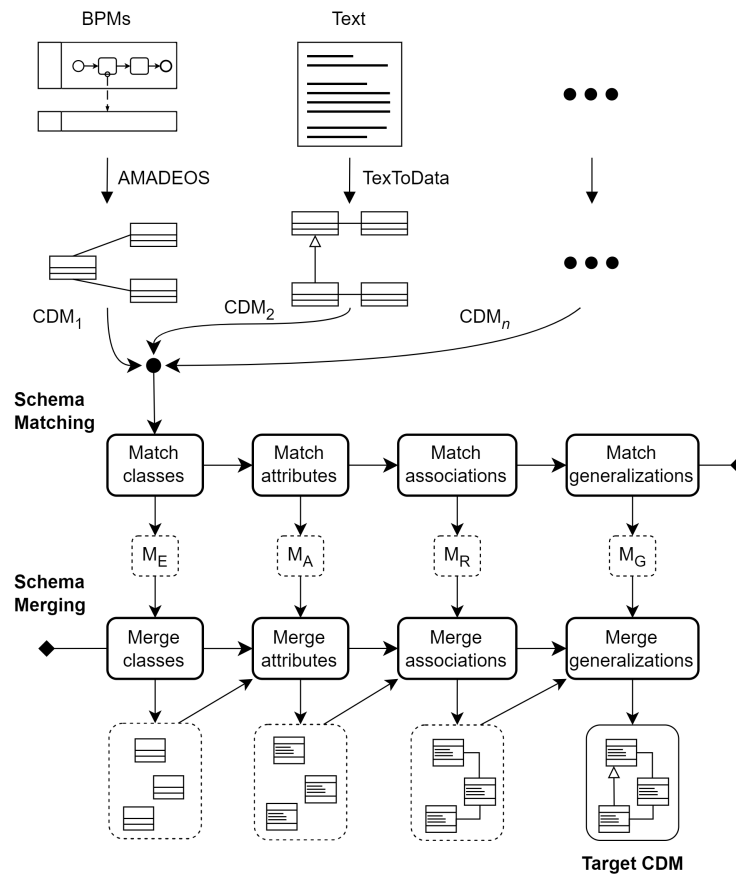 BPMs
Text
AMADEOS
TexToData
CDM1
CDM2
CDMn
Schema
Matching
Match
classes
Match
attributes
Match
associations
Match
generalizations
ME
MA
MR
MG
Schema
Merging
Merge
classes
Merge
attributes
Merge
associations
Merge
generalizations
Target CDM